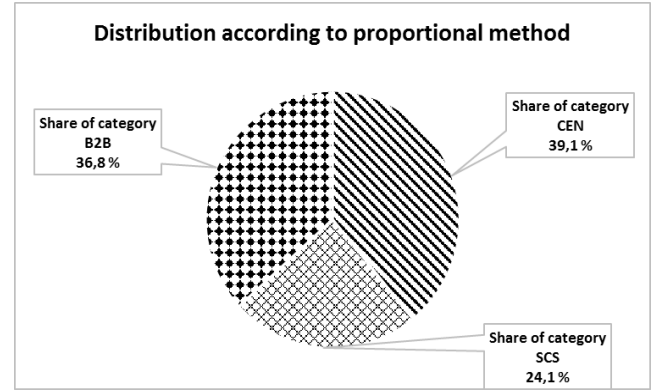 Distribution according to proportional method
Share of category
CEN
39,1 %
Share of category
B2B
36,8 %
Share of category
SCS
24,1 %